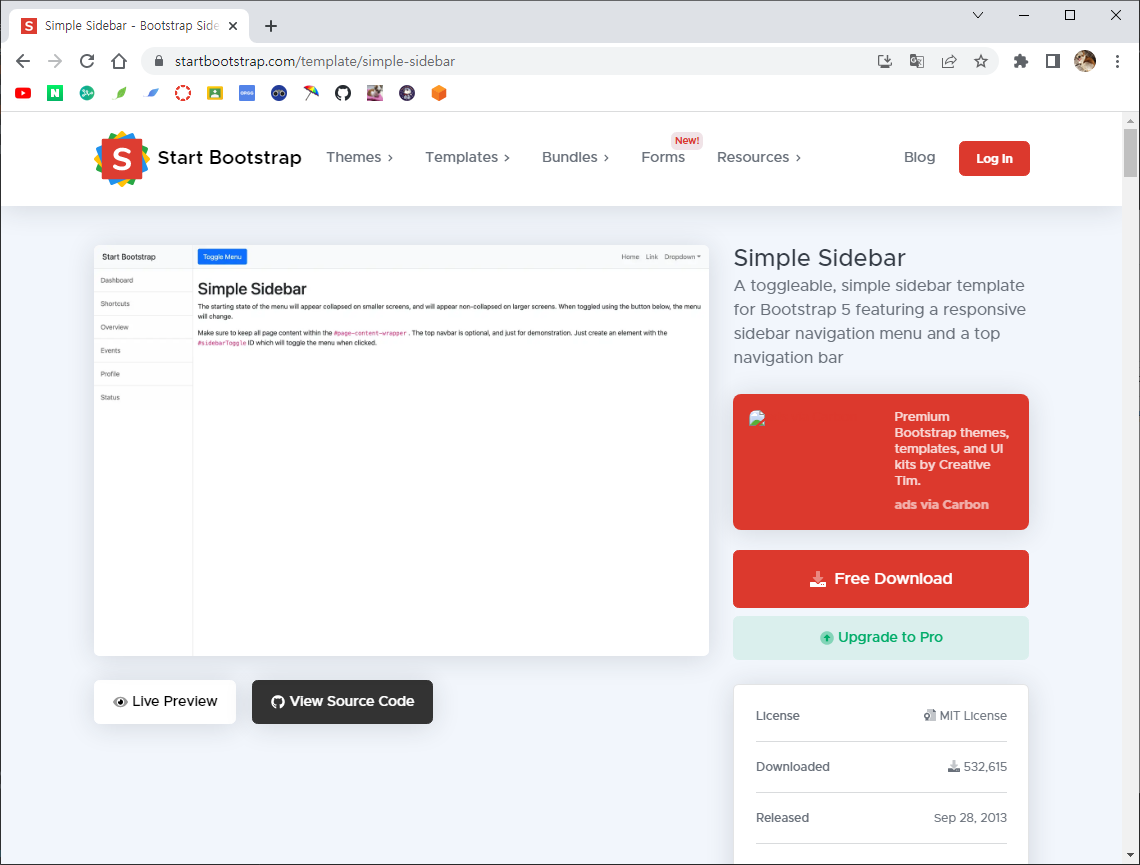 Simple Sidebar - Bootstrap Side
startbootstrap.com/template/simple-sidebar
S Start Bootstrap
Themes
Templates
Bundles
New!
Forms
Resources
Blog
Log In
Start Bootstrap
Toggle Menu
Home Link Dropdown
Dashboard
Shortcuts
Overview
Events
Profile
Status
Simple Sidebar
The starting state of the menu will appear collapsed on smaller screens, and will appear non-collapsed on larger screens. When toggled using the button below, the menu
will change.
Make sure to keep all page content within the #page-content-wrapper . The top navbar is optional, and just for demonstration. Just create an element with the
#sidebarToggle ID which will toggle the menu when clicked.
Live Preview
View Source Code
Simple Sidebar
A toggleable, simple sidebar template
for Bootstrap 5 featuring a responsive
sidebar navigation menu and a top
navigation bar
Premium
Bootstrap themes,
templates, and UI
kits by Creative
Tim.
ads via Carbon
Free Download
Upgrade to Pro
License MIT License
Downloaded 532,615
Released Sep 28, 2013